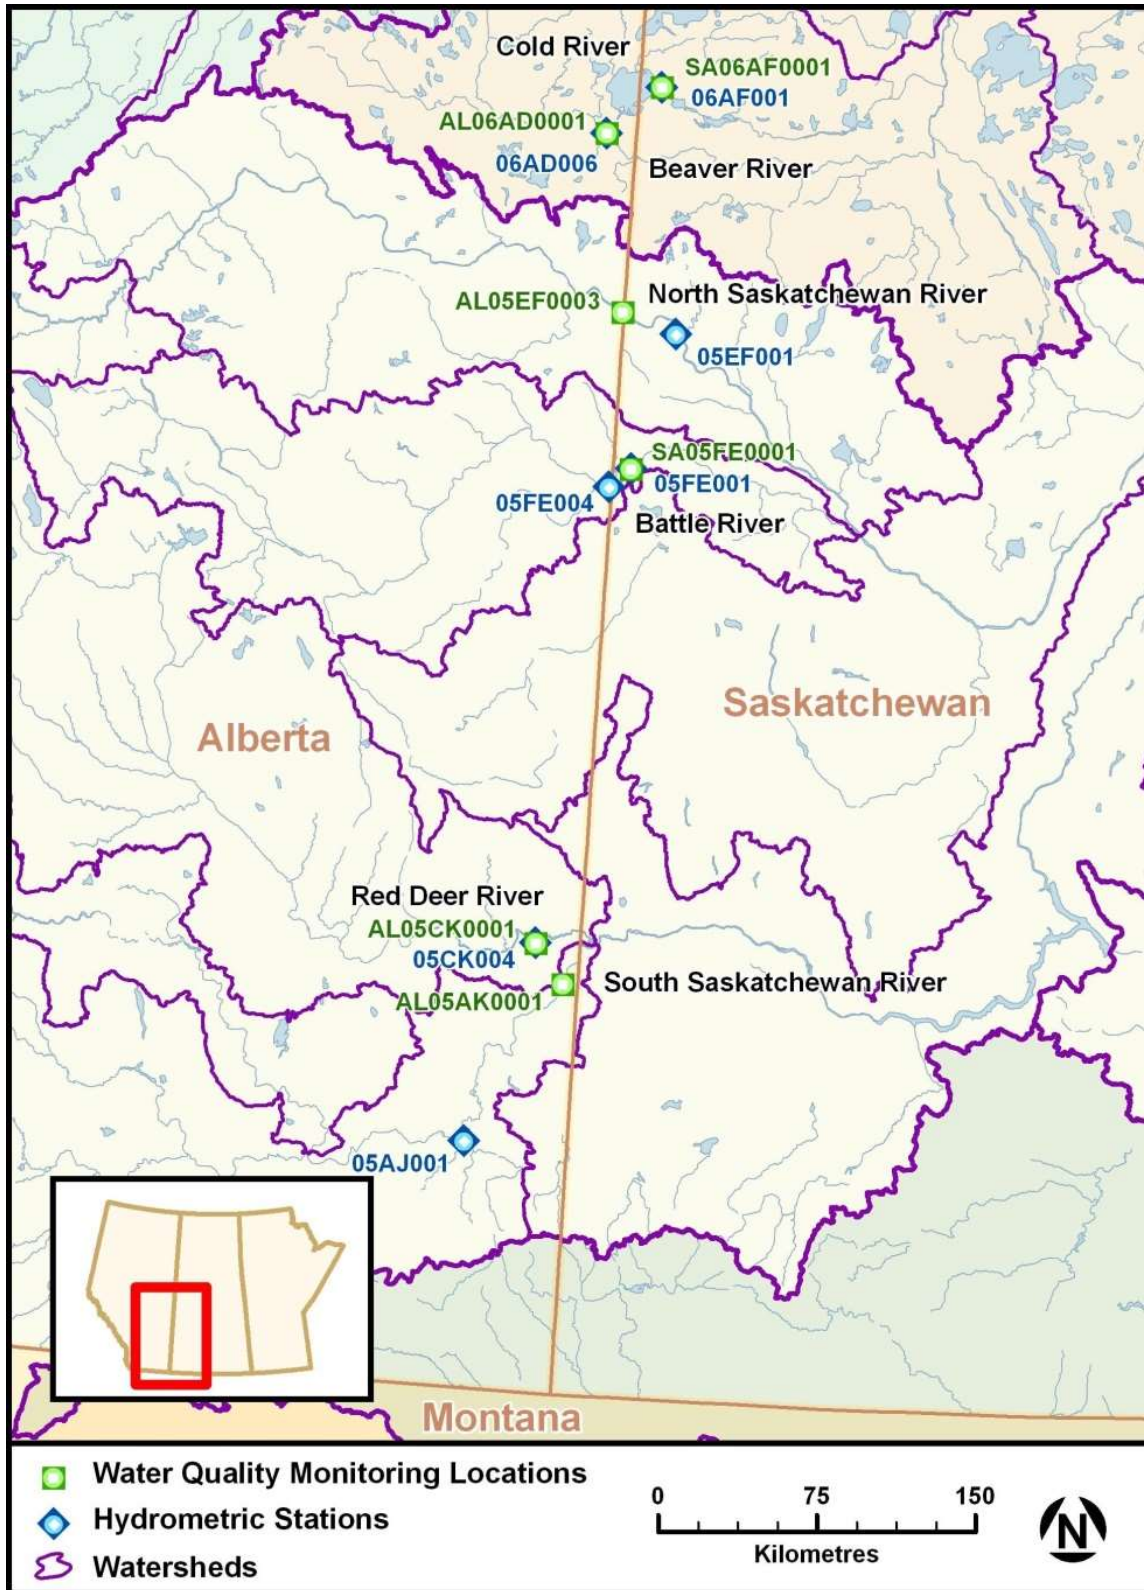 Cold River
SA06AF0001
06AF001
AL06AD0001
06AD006
Beaver River
AL05EF0003
North Saskatchewan River
05EF001
SA05FE0001
05FE001
05FE004
Battle River
Saskatchewan
Alberta
Red Deer River
AL05CK0001
05CK004
South Saskatchewan River
AL05AK0001
05AJ001
Montana
Water Quality Monitoring Locations
Hydrometric Stations
Watersheds
0 75 150
Kilometres
N